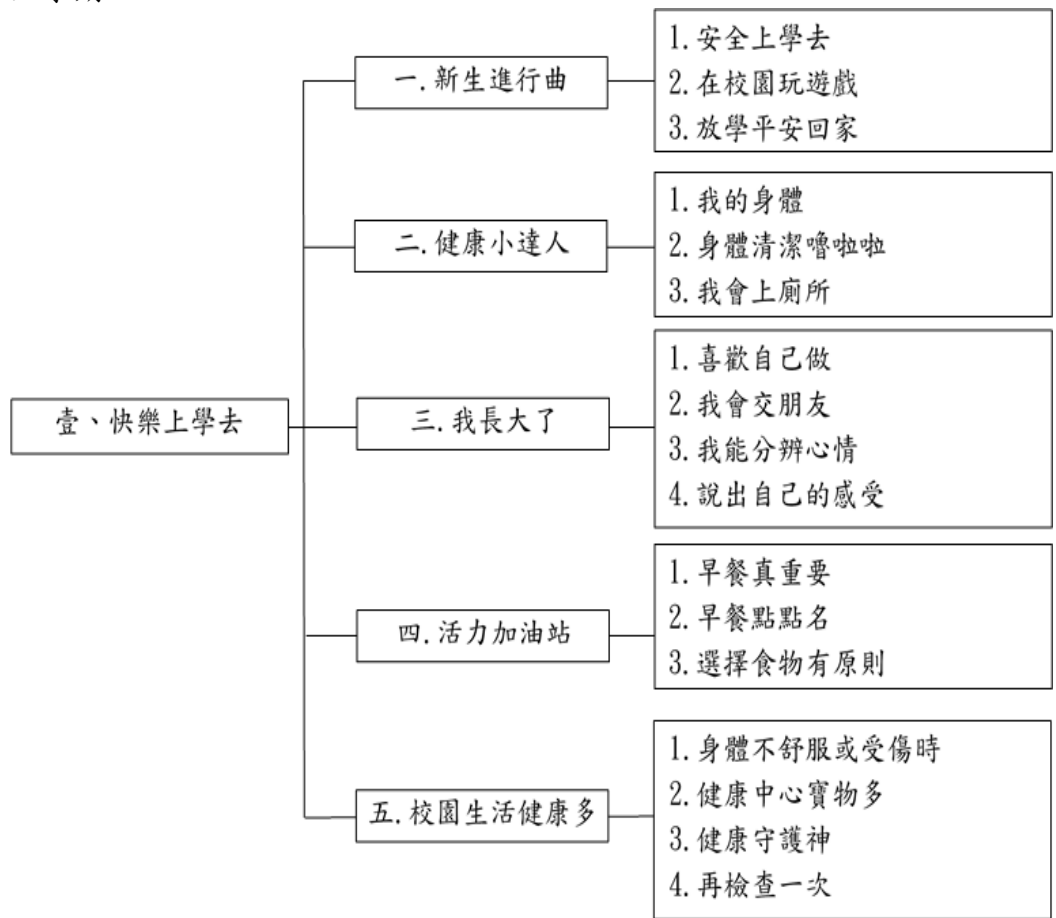 一.新生進行曲
1.安全上學去
2.在校園玩遊戲
3.放學平安回家
二.健康小達人
1.我的身體
2.身體清潔嚕啦啦
3.我會上廁所
壹、快樂上學去
三.我長大了
1.喜歡自己做
2.我會交朋友
3.我能分辨心情
4.說出自己的感受
四.活力加油站
1.早餐真重要
2.早餐點點名
3.選擇食物有原則
五.校園生活健康多
1.身體不舒服或受傷時
2.健康中心寶物多
3.健康守護神
4.再檢查一次